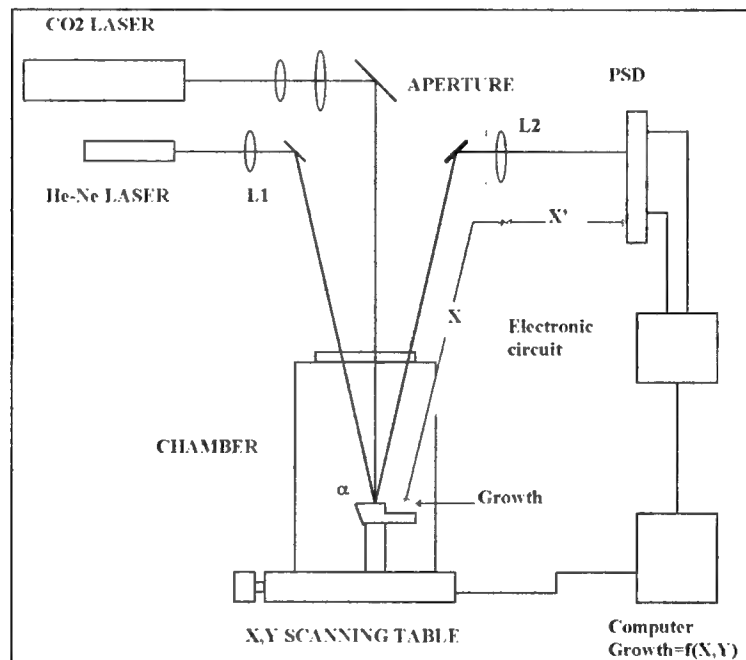 CO2 LASER
APERTURE
PSD
L2
He-Ne LASER
L1
X'
X
Electronic
circuit
CHAMBER
α
Growth
X,Y SCANNING TABLE
Computer
Growth=f(X,Y)